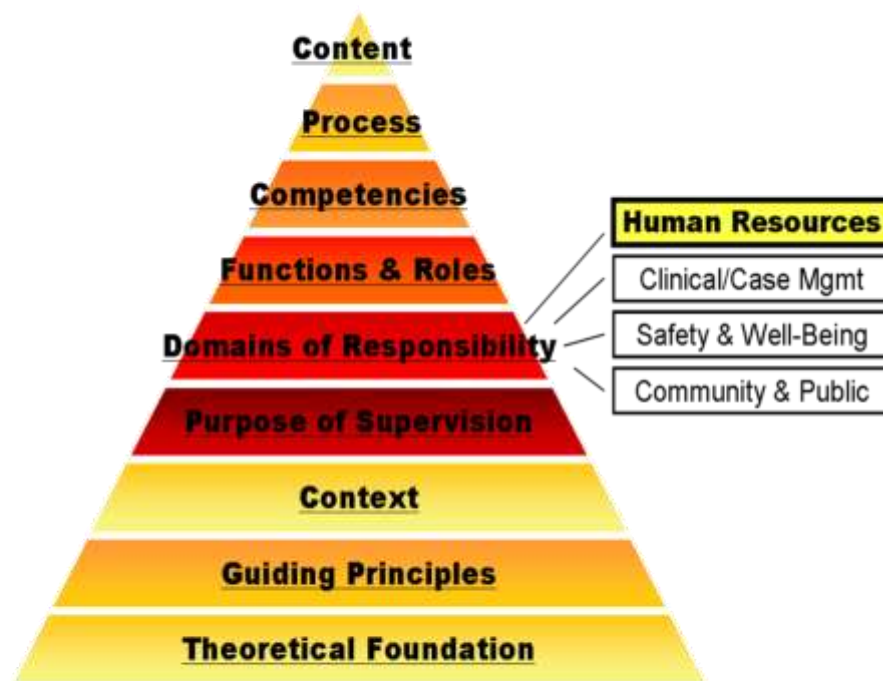 Content
Process
Competencies
Functions & Roles
Domains of Responsibility
Purpose of Supervision
Context
Guiding Principles
Theoretical Foundation
Human Resources
Clinical/Case Mgmt
Safety & Well-Being
Community & Public